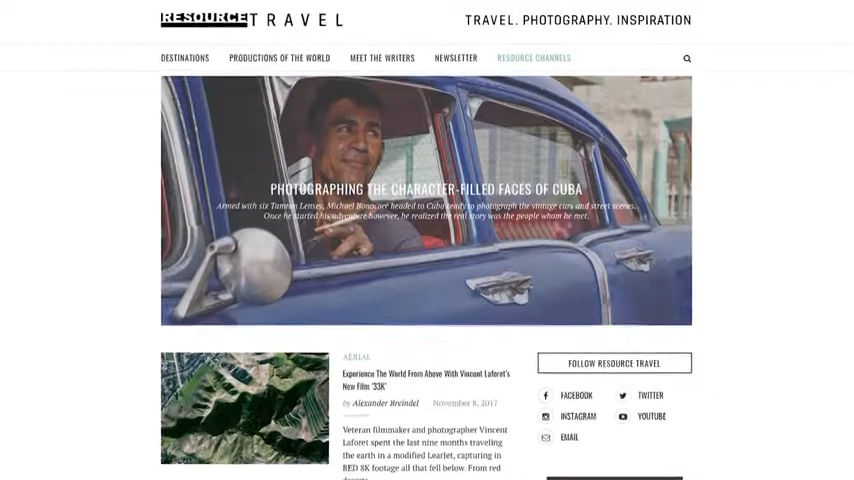 RESOURCE TRAVEL
TRAVEL. PHOTOGRAPHY. INSPIRATION
DESTINATIONS PRODUCTIONS OF THE WORLD MEET THE WRITERS NEWSLETTER RESOURCE CHANNELS
PHOTOGRAPHING THE CHARACTER-FILLED FACES OF CUBA
Armed with six Tamron Lenses, Michael Bonocore headed to Cuba ready to photograph the vintage cars and street scenes.
Once he started his adventure however, he realized the real story was the people whom he met.
AERIAL
Experience The World From Above With Vincent Laforet's
New Film '33K'
by Alexander Breindel November 8, 2017
Veteran filmmaker and photographer Vincent
Laforet spent the last nine months traveling
the earth in a modified Learjet, capturing in
RED 8K footage all that fell below. From red
FOLLOW RESOURCE TRAVEL
FACEBOOK TWITTER
INSTAGRAM YOUTUBE
EMAIL